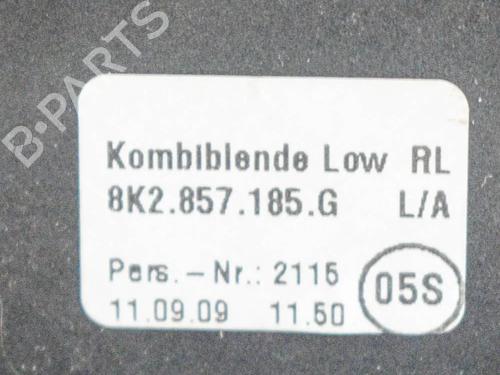 B-PARTS
Kombiblende Low RL
8K2.857.185.G L/A
Pers.-Nr.: 2115
11.09.09 11.50
05S